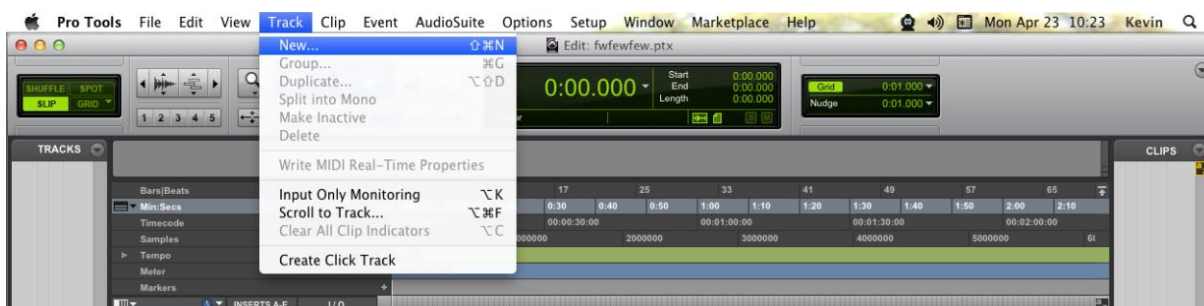 Pro Tools File Edit View Track Clip Event AudioSuite Options Setup Window Marketplace Help Mon Apr 23 10:23 Kevin
Edit: fwfewfew.ptx
New... ⇧⌘N
Group... ⌘G
Duplicate... ⌥⇧D
Split into Mono
Make Inactive
Delete
Write MIDI Real-Time Properties
Input Only Monitoring ⌥K
Scroll to Track... ⌥⌘F
Clear All Clip Indicators ⌥C
Create Click Track
SHUFFLE SPOT
SLIP GRID
1 2 3 4 5
0:00.000
Start 0:00.000
End 0:00.000
Length 0:00.000
Grid 0:01.000
Nudge 0:01.000
TRACKS
CLIPS
Bars|Beats 17 25 33 41 49 57 65
Min:Secs 0:30 0:40 0:50 1:00 1:10 1:20 1:30 1:40 1:50 2:00 2:10
Timecode 00:00:30:00 00:01:00:00 00:01:30:00 00:02:00:00
Samples 2000000 3000000 4000000 5000000
Tempo
Meter
Markers
INSERTS A-E I/O